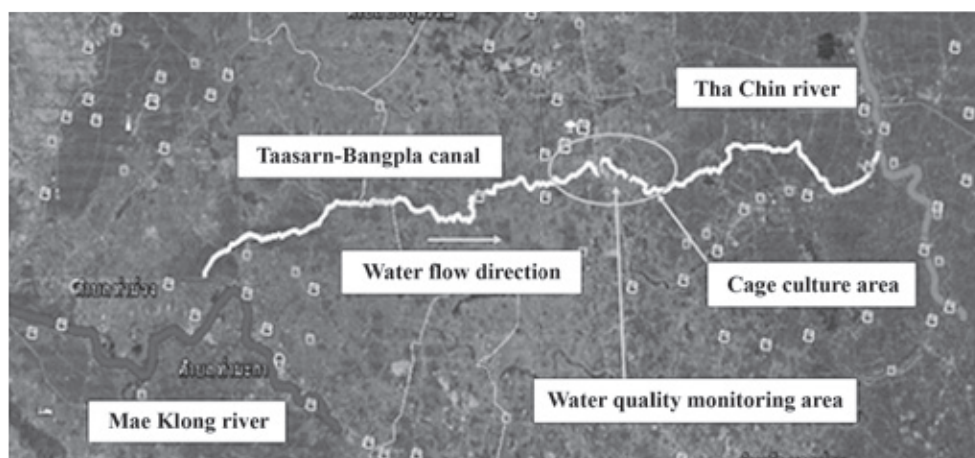 Tha Chin river
Taasarn-Bangpla canal
Water flow direction
Cage culture area
Water quality monitoring area
Mae Klong river